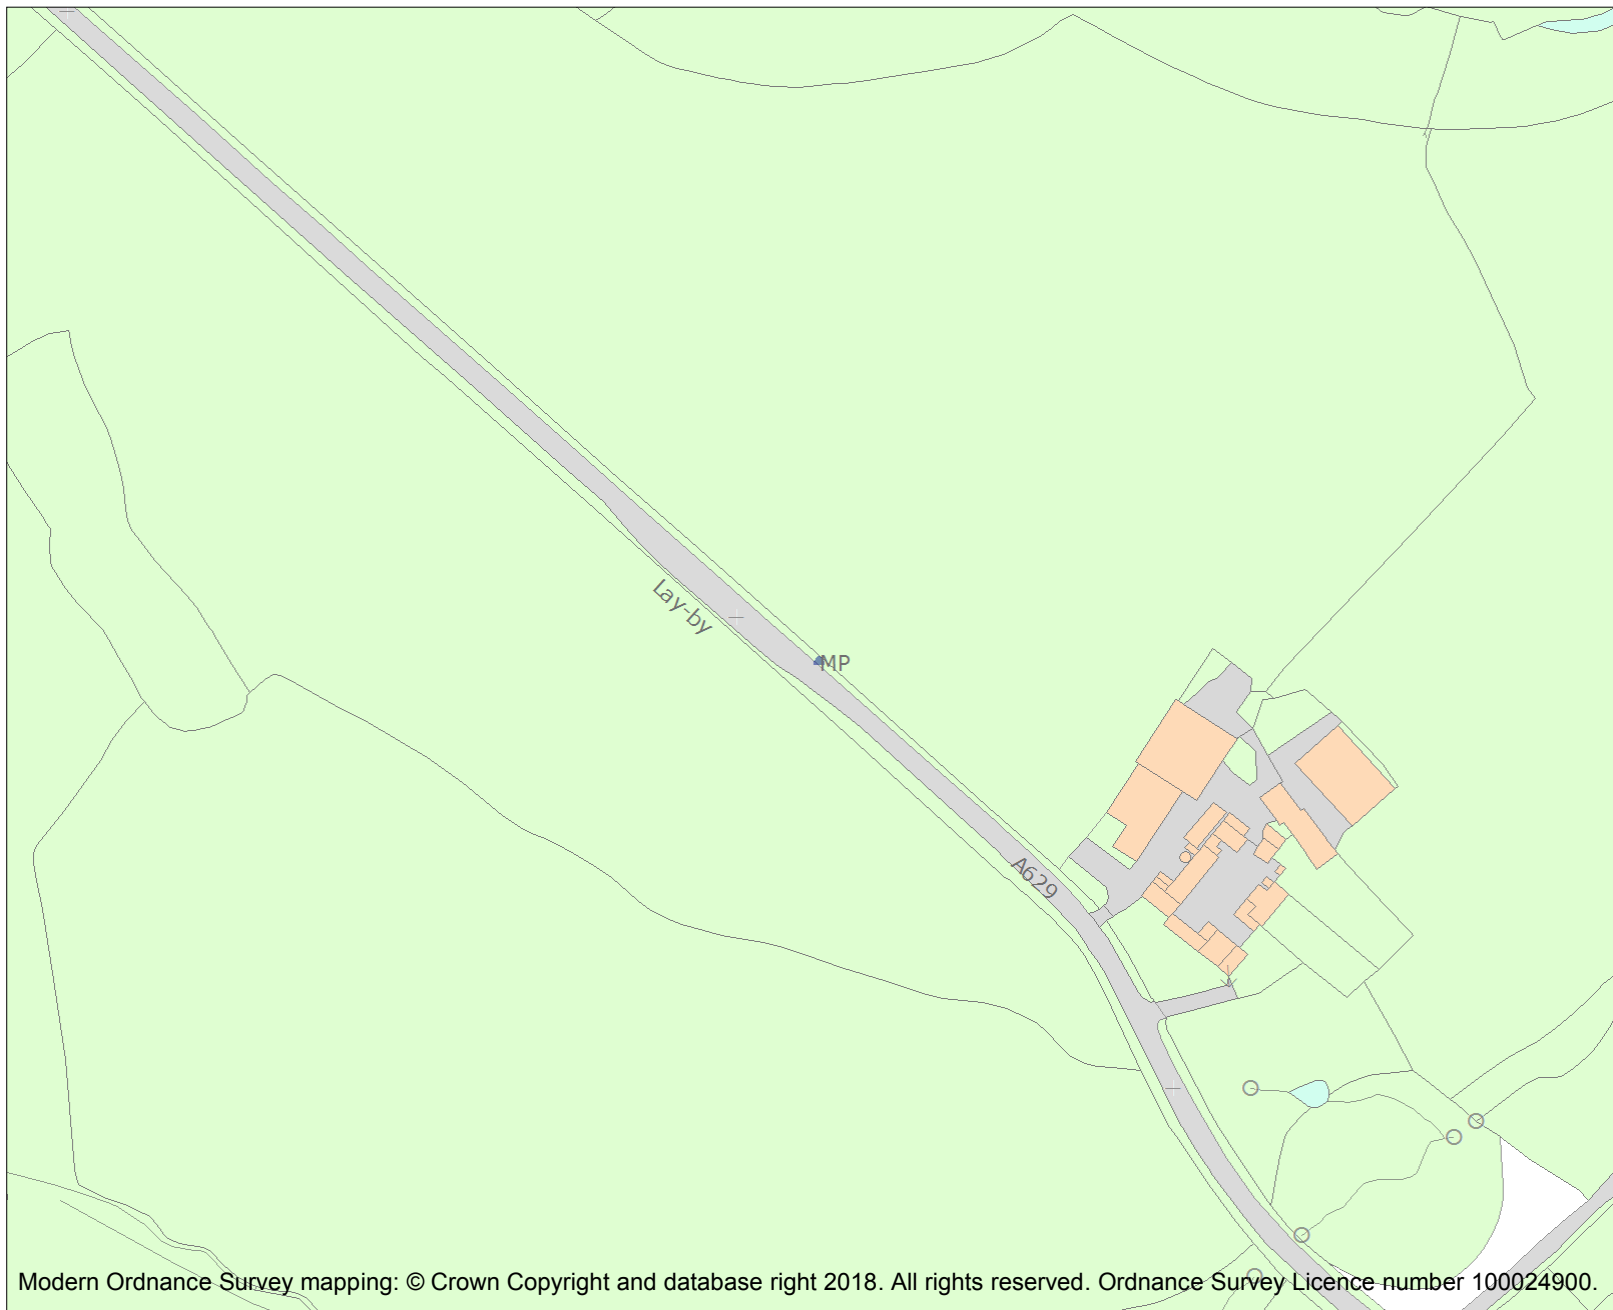 Lay-by
MP
A629
Modern Ordnance Survey mapping: © Crown Copyright and database right 2018. All rights reserved. Ordnance Survey Licence number 100024900.